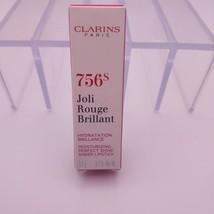 CLARINS
PARIS
756S
Joli
Rouge
Brillant
HYDRATATION
BRILLANCE
MOISTURIZING
PERFECT SHINE
SHEER LIPSTICK